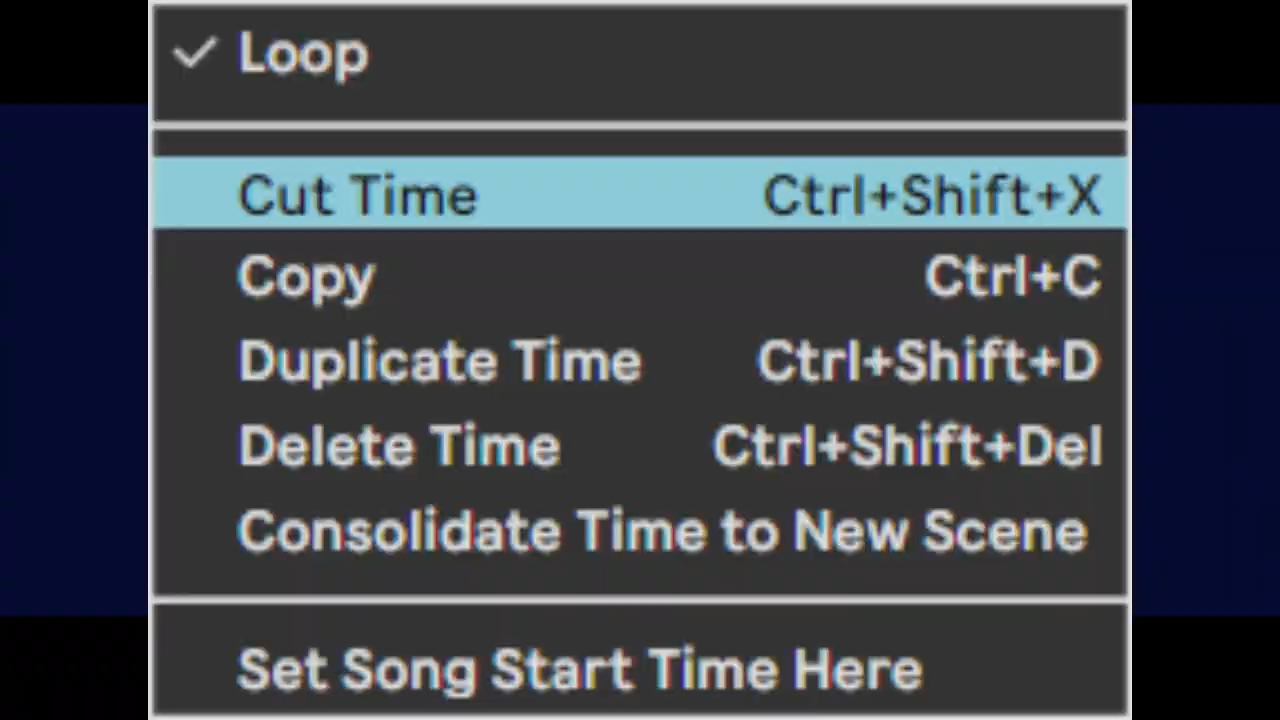 Loop
Cut Time Ctrl+Shift+X
Copy Ctrl+C
Duplicate Time Ctrl+Shift+D
Delete Time Ctrl+Shift+Del
Consolidate Time to New Scene
Set Song Start Time Here